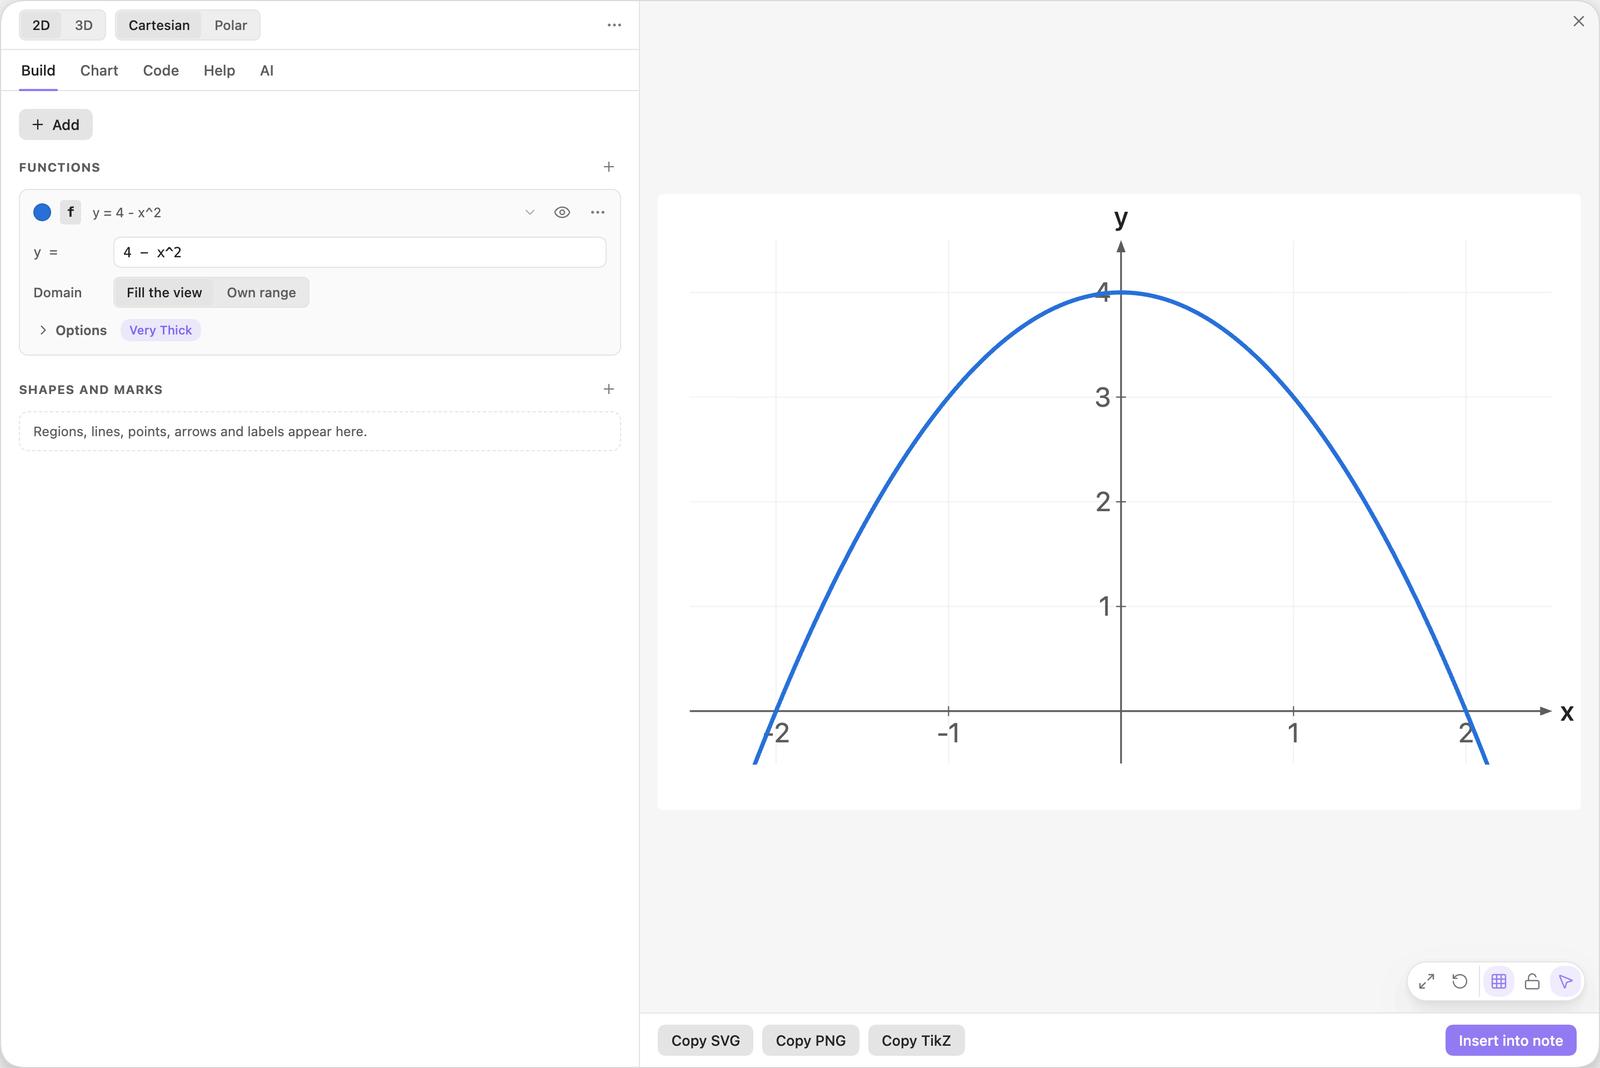 2D 3D Cartesian Polar
Build Chart Code Help AI
+ Add
FUNCTIONS
f y = 4 - x^2
y = 4 − x^2
Domain Fill the view Own range
Options Very Thick
SHAPES AND MARKS
Regions, lines, points, arrows and labels appear here.
y
4
3
2
1
x
-2 -1 1 2
Copy SVG Copy PNG Copy TikZ Insert into note